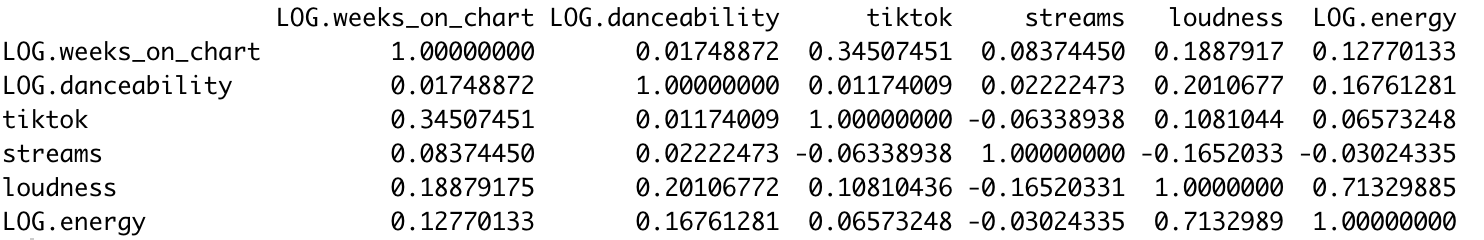 LOG.weeks_on_chart LOG.danceability tiktok streams loudness LOG.energy
LOG.weeks_on_chart 1.00000000 0.01748872 0.34507451 0.08374450 0.1887917 0.12770133
LOG.danceability 0.01748872 1.00000000 0.01174009 0.02222473 0.2010677 0.16761281
tiktok 0.34507451 0.01174009 1.00000000 -0.06338938 0.1081044 0.06573248
streams 0.08374450 0.02222473 -0.06338938 1.00000000 -0.1652033 -0.03024335
loudness 0.18879175 0.20106772 0.10810436 -0.16520331 1.0000000 0.71329885
LOG.energy 0.12770133 0.16761281 0.06573248 -0.03024335 0.7132989 1.00000000